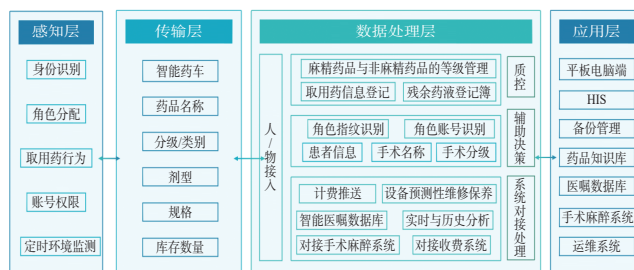 感知层
身份识别
角色分配
取用药行为
账号权限
定时环境监测
传输层
智能药车
药品名称
分级/类别
剂型
规格
库存数量
数据处理层
人/物接入
麻精药品与非麻精药品的等级管理
取用药信息登记
残余药液登记簿
质控
角色指纹识别
角色账号识别
患者信息
手术名称
手术分级
辅助决策
计费推送
设备预测性维修保养
智能医嘱数据库
实时与历史分析
对接手术麻醉系统
对接收费系统
系统对接处理
应用层
平板电脑端
HIS
备份管理
药品知识库
医嘱数据库
手术麻醉系统
运维系统